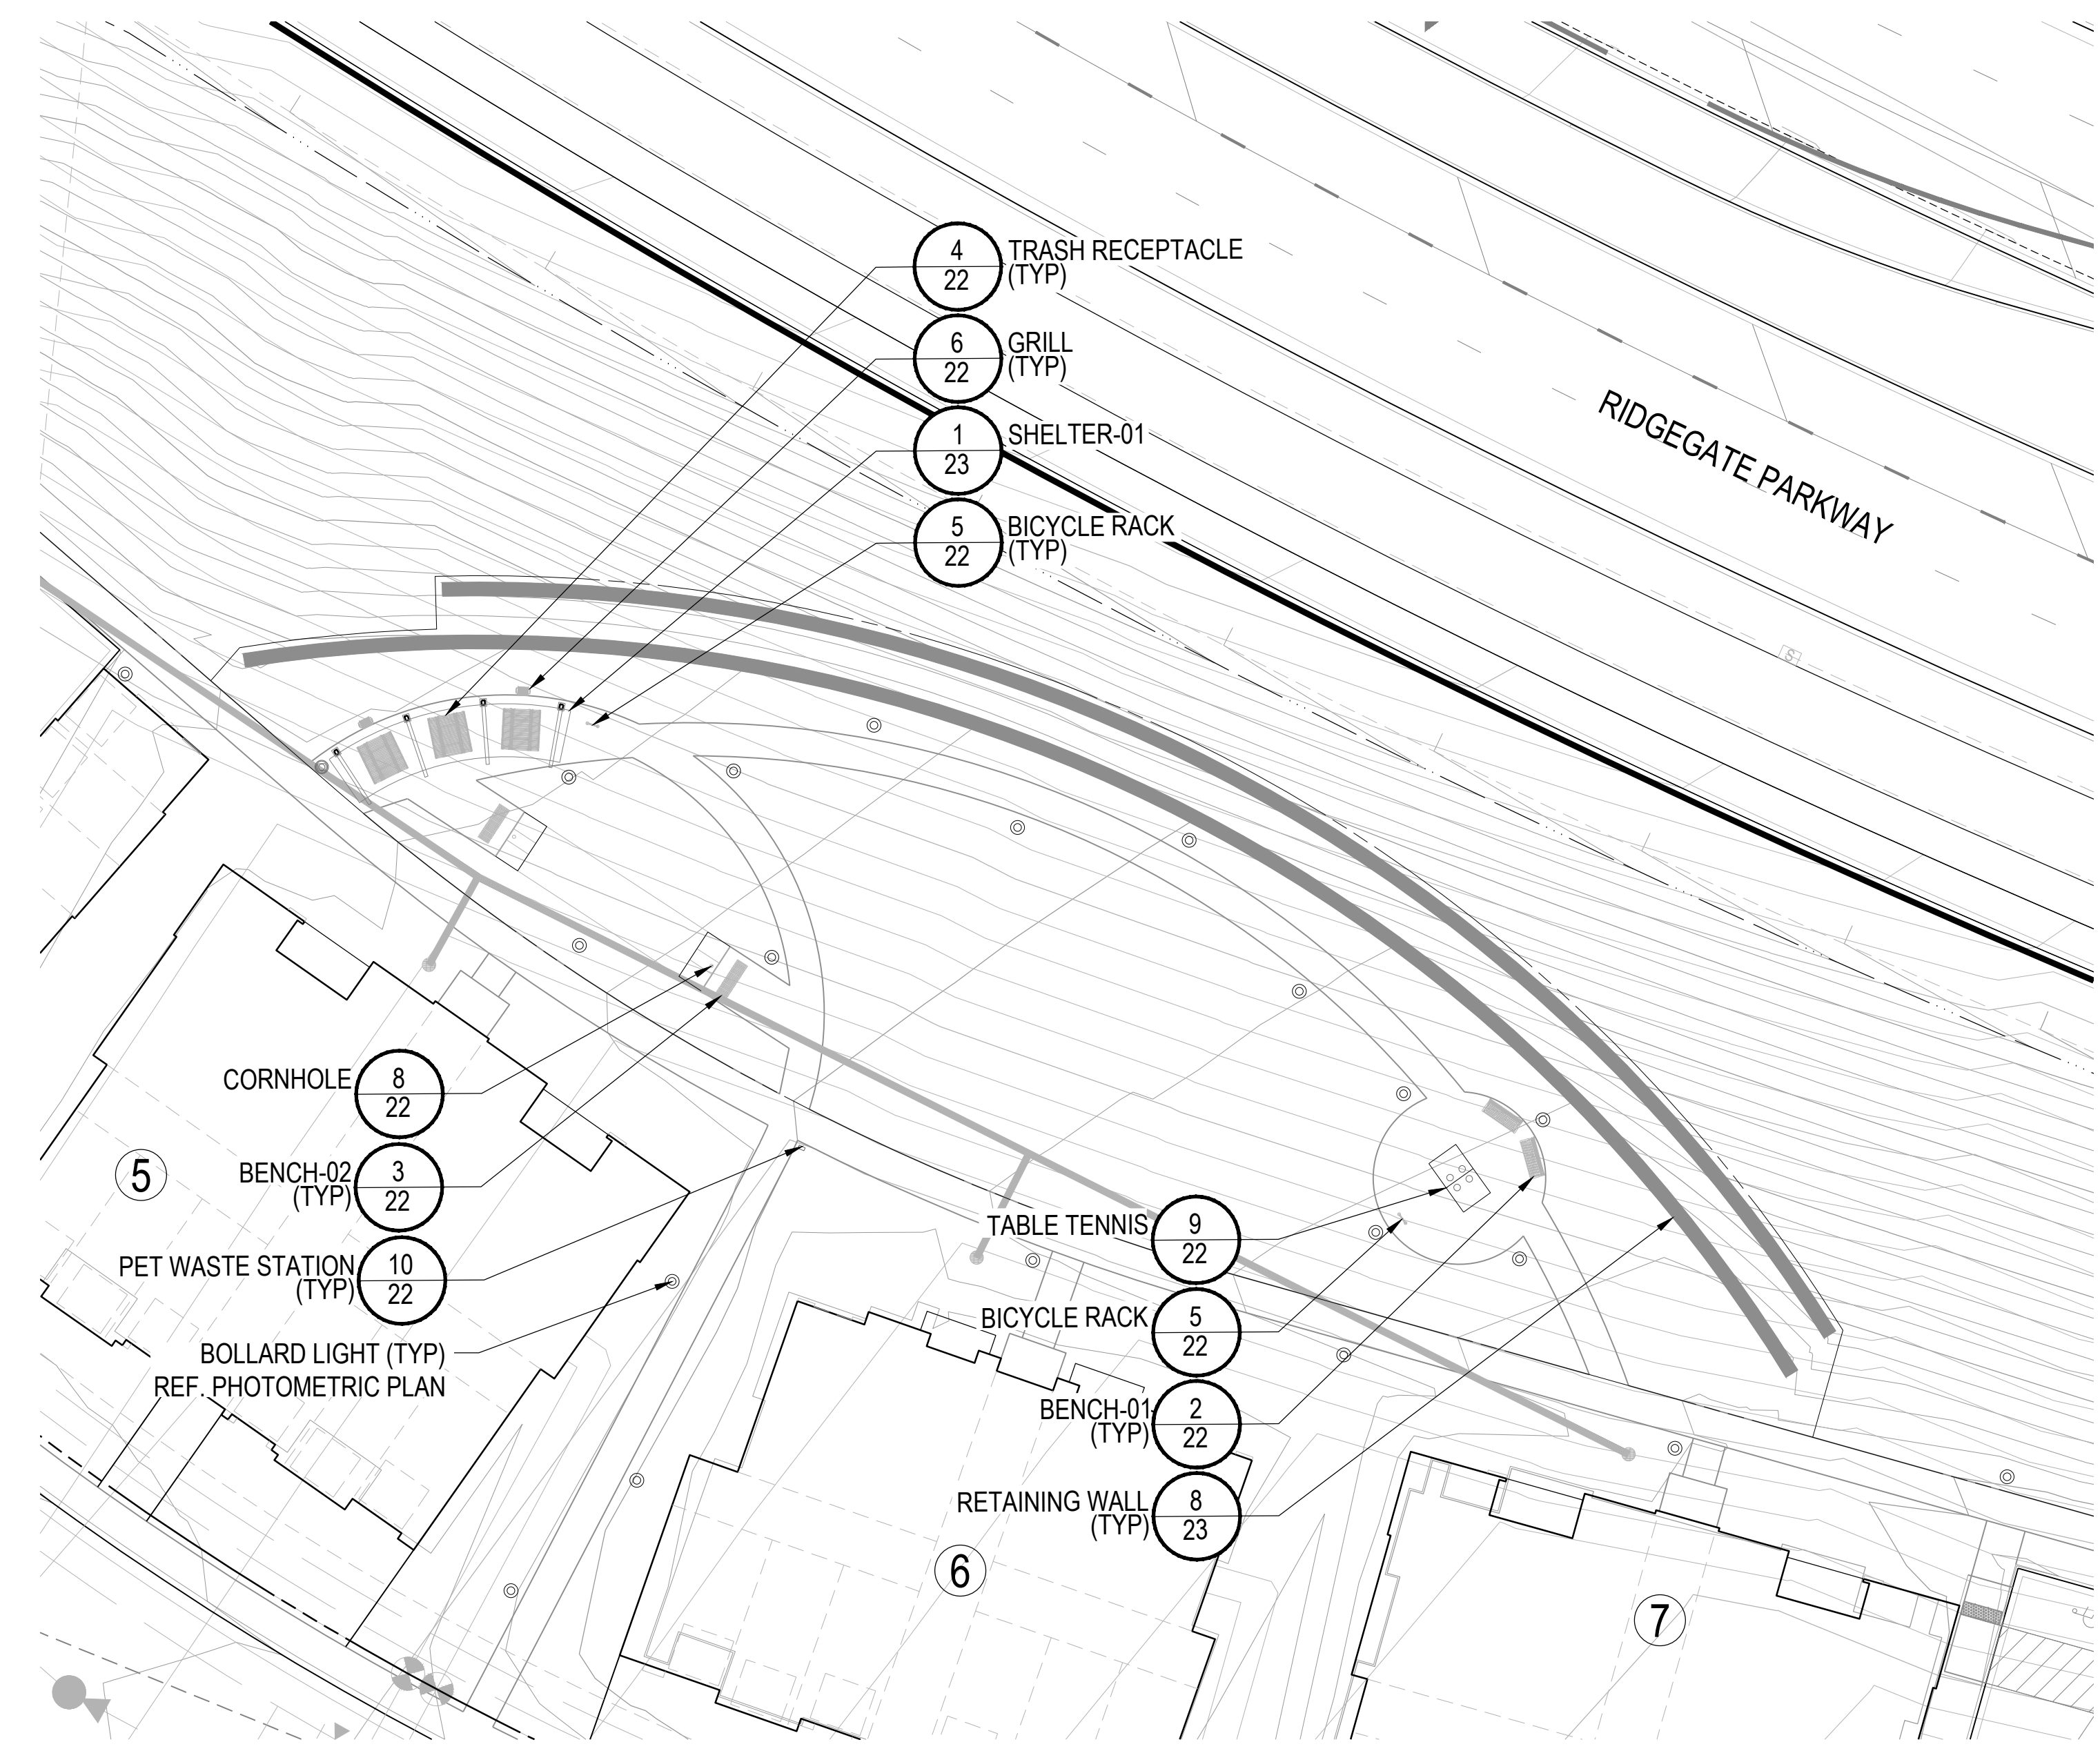 4
22
TRASH RECEPTACLE
(TYP)
6
22
GRILL
(TYP)
1
23
SHELTER-01
5
22
BICYCLE RACK
(TYP)
RIDGEGATE PARKWAY
S
CORNHOLE
8
22
BENCH-02
(TYP)
3
22
PET WASTE STATION
(TYP)
10
22
BOLLARD LIGHT (TYP)
REF. PHOTOMETRIC PLAN
TABLE TENNIS
9
22
BICYCLE RACK
5
22
BENCH-01
(TYP)
2
22
RETAINING WALL
(TYP)
8
23
5
6
7